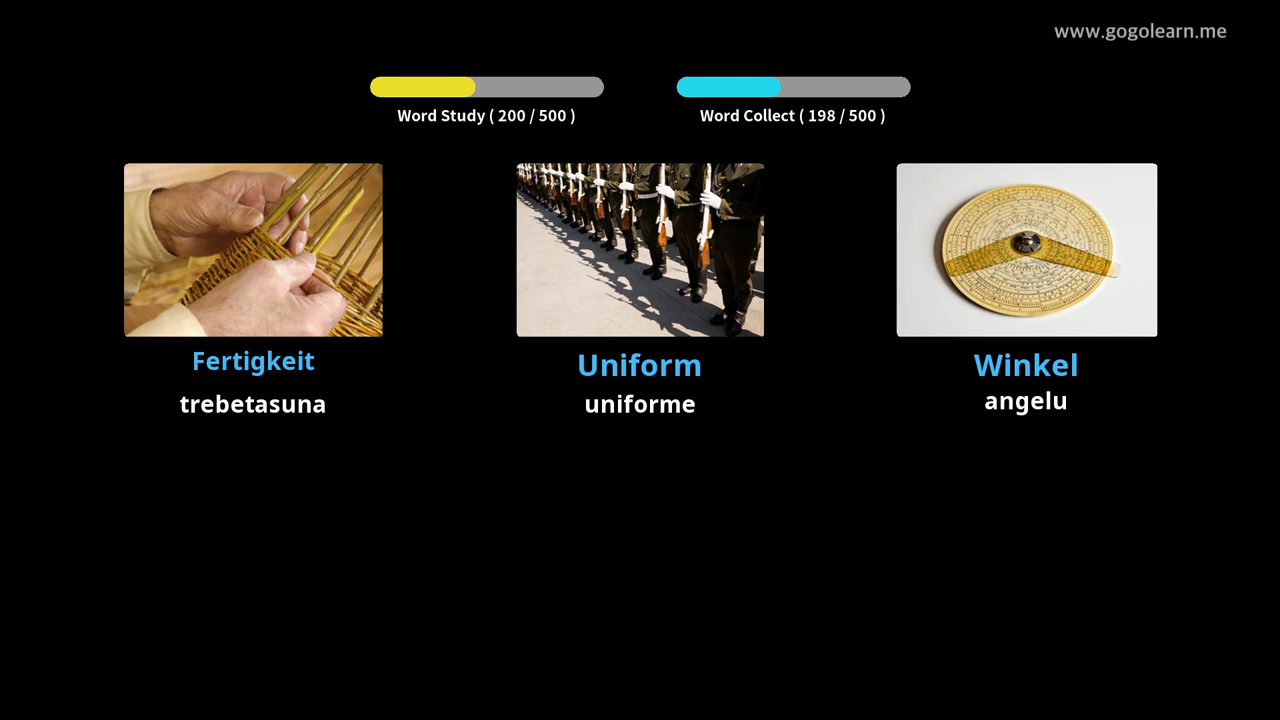 www.gogolearn.me
Word Study ( 200 / 500 )
Word Collect ( 198 / 500 )
Fertigkeit
trebetasuna
Uniform
uniforme
Winkel
angelu